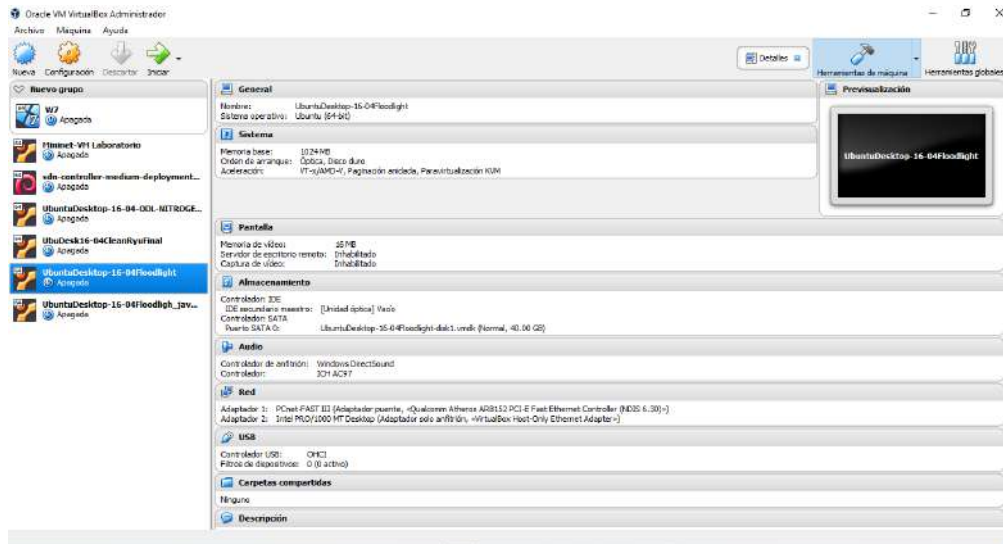 Oracle VM VirtualBox Administrador
Archivo Máquina Ayuda
Nueva Configuración Descartar Iniciar
Detalles
Herramientas de máquina Herramientas globales
Nuevo grupo
W7
Apagada
Mininet-VM Laboratorio
Apagada
sdn-controller-medium-deployment...
Apagada
UbuntuDesktop-16-04-ODL-NITROGE...
Apagada
UbuDesk16-04CleanRyuFinal
Apagada
UbuntuDesktop-16-04Floodlight
Apagada
UbuntuDesktop-16-04Floodligh_jav...
Apagada
General
Nombre: UbuntuDesktop-16-04Floodlight
Sistema operativo: Ubuntu (64-bit)
Sistema
Memoria base: 1024 MB
Orden de arranque: Óptica, Disco duro
Aceleración: VT-x/AMD-V, Paginación anidada, Paravirtualización KVM
Previsualización
UbuntuDesktop-16-04Floodlight
Pantalla
Memoria de vídeo: 16 MB
Servidor de escritorio remoto: Inhabilitado
Captura de vídeo: Inhabilitado
Almacenamiento
Controlador: IDE
IDE secundario maestro: [Unidad óptica] Vacío
Controlador: SATA
Puerto SATA 0: UbuntuDesktop-16-04Floodlight-disk1.vmdk (Normal, 40.00 GB)
Audio
Controlador de anfitrión: Windows DirectSound
Controlador: ICH AC97
Red
Adaptador 1: PCnet-FAST III (Adaptador puente, «Qualcomm Atheros AR8152 PCI-E Fast Ethernet Controller (NDIS 6.30)»)
Adaptador 2: Intel PRO/1000 MT Desktop (Adaptador solo anfitrión, «VirtualBox Host-Only Ethernet Adapter»)
USB
Controlador USB: OHCI
Filtros de dispositivos: 0 (0 activo)
Carpetas compartidas
Ninguno
Descripción